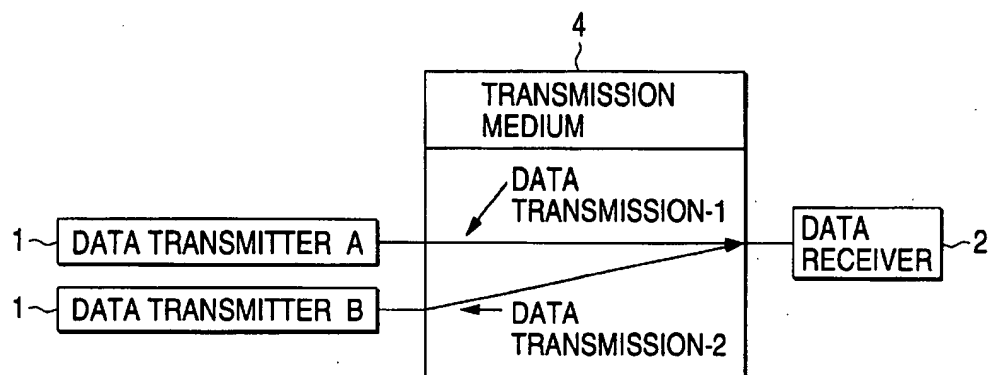 4
TRANSMISSION
MEDIUM
DATA
TRANSMISSION-1
1
DATA TRANSMITTER A
DATA
RECEIVER
2
1
DATA TRANSMITTER B
DATA
TRANSMISSION-2